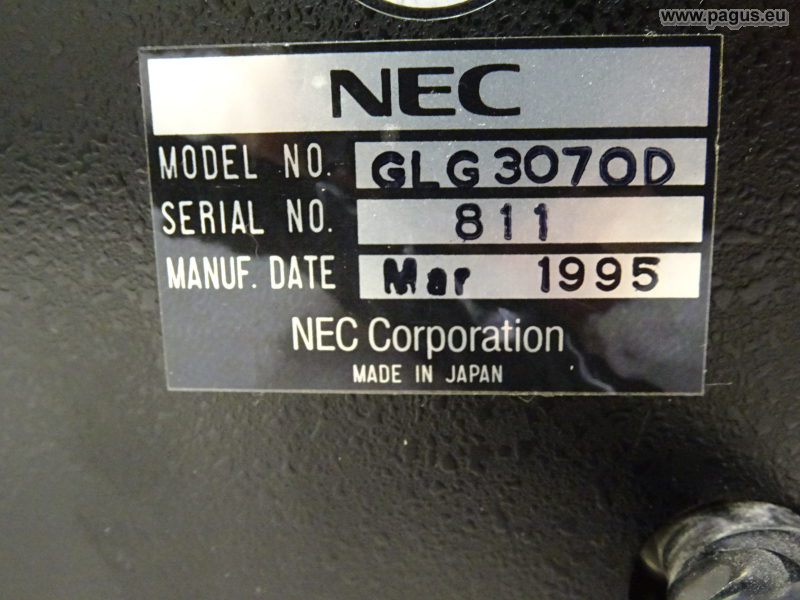 www.pagus.eu
NEC
MODEL NO. GLG3070D
SERIAL NO. 811
MANUF. DATE Mar 1995
NEC Corporation
MADE IN JAPAN